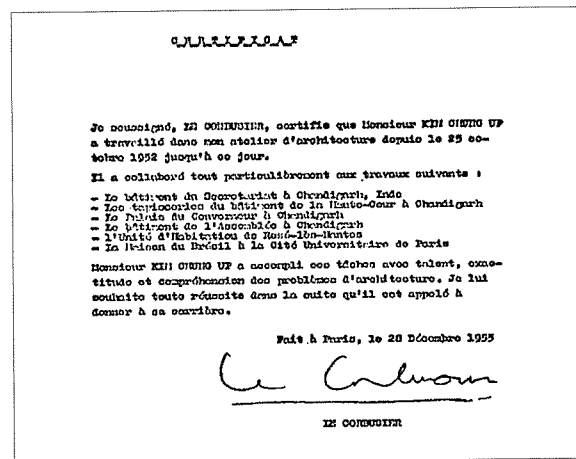 CERTIFICAT
Je soussigné, LE CORBUSIER, certifie que Monsieur KIM CHUNG UP
a travaillé dans mon atelier d'architecture depuis le 25 oc-
tobre 1952 jusqu'à ce jour.
Il a collaboré tout particulièrement aux travaux suivants :
- Le bâtiment du Secretariat à Chandigarh, Inde
- Les tapisseries du bâtiment de la Haute-Cour à Chandigarh
- Le Palais du Gouverneur à Chandigarh
- Le bâtiment de l'Assemblée à Chandigarh
- l'Unité d'Habitation de Rezé-lès-Nantes
- La Maison du Brésil à la Cité Universitaire de Paris
Monsieur KIM CHUNG UP a accompli ces tâches avec talent, exac-
titude et compréhension des problèmes d'architecture. Je lui
souhaite toute réussite dans la suite qu'il est appelé à
donner à sa carrière.
Fait à Paris, le 28 Décembre 1955
Le Corbusier
LE CORBUSIER